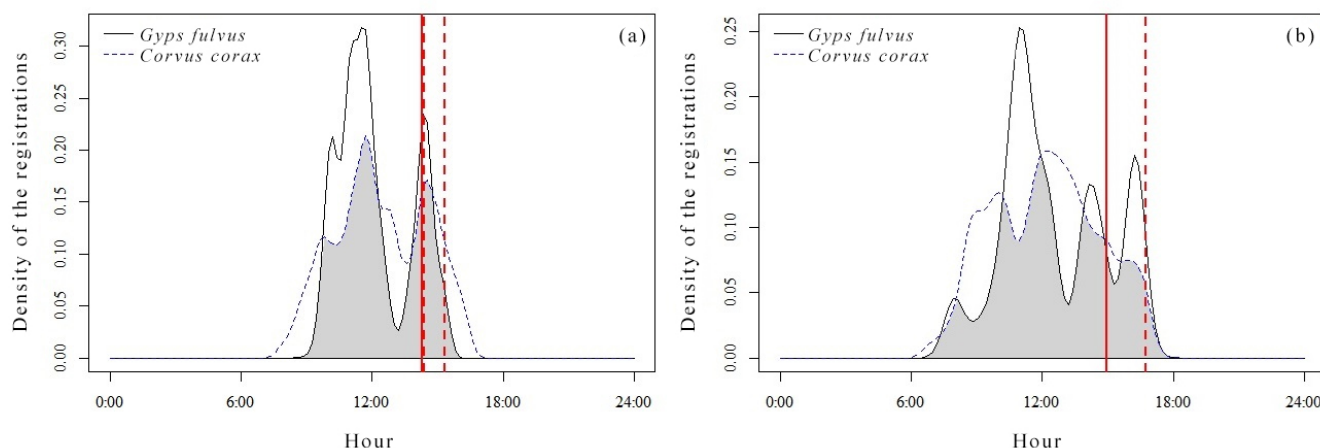 Gyps fulvus
Corvus corax
(a)
Density of the registrations
0.30
0.25
0.20
0.15
0.10
0.05
0.00
0:00 6:00 12:00 18:00 24:00
Hour
Gyps fulvus
Corvus corax
(b)
Density of the registrations
0.25
0.20
0.15
0.10
0.05
0.00
0:00 6:00 12:00 18:00 24:00
Hour